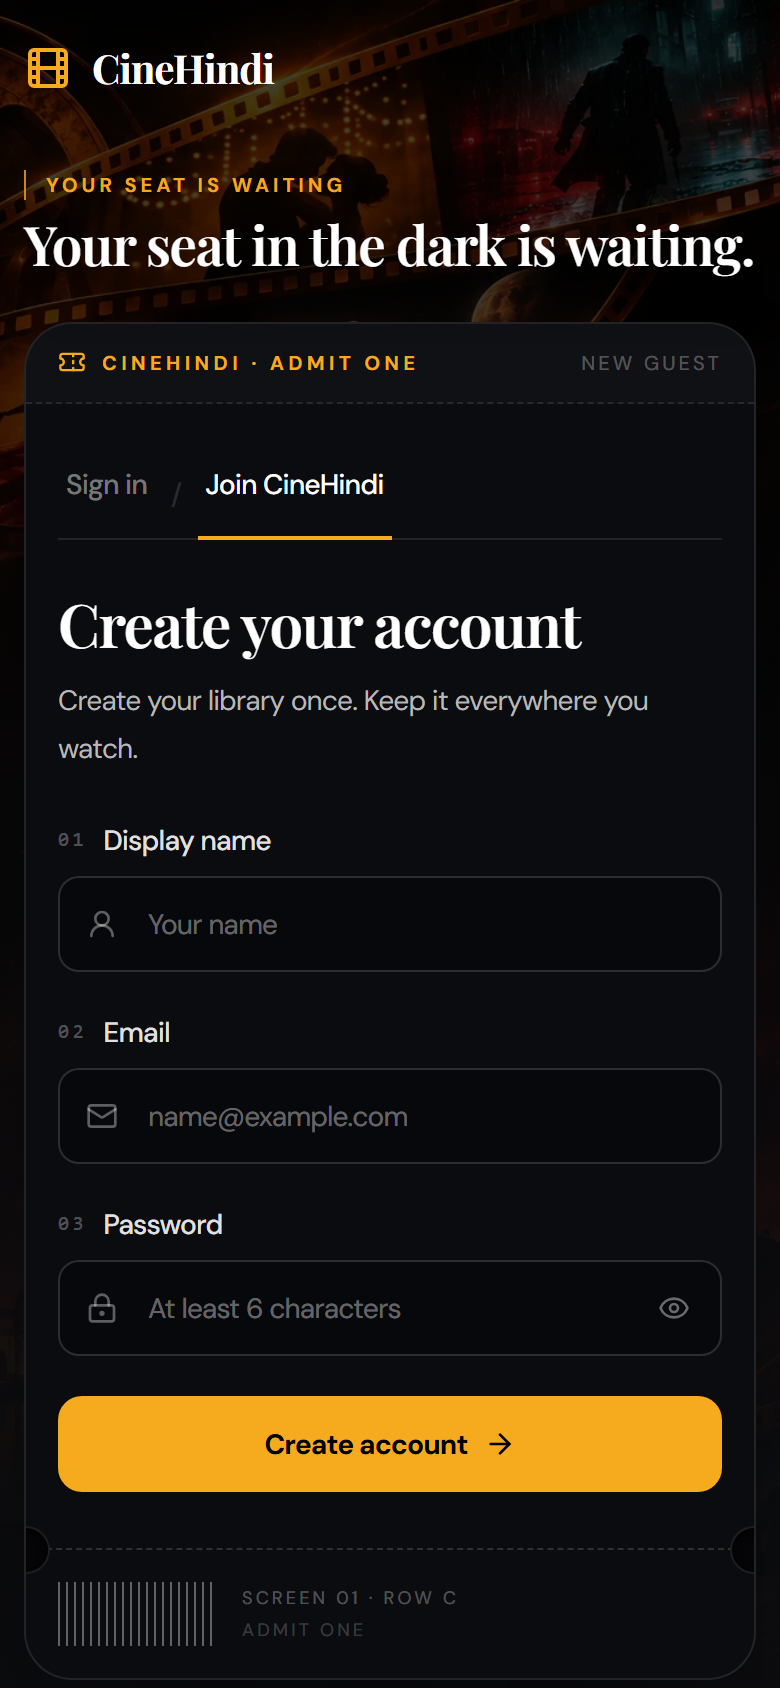 CineHindi
YOUR SEAT IS WAITING
Your seat in the dark is waiting.
CINEHINDI · ADMIT ONE
NEW GUEST
Sign in / Join CineHindi
Create your account
Create your library once. Keep it everywhere you
watch.
01 Display name
Your name
02 Email
name@example.com
03 Password
At least 6 characters
Create account →
SCREEN 01 · ROW C
ADMIT ONE